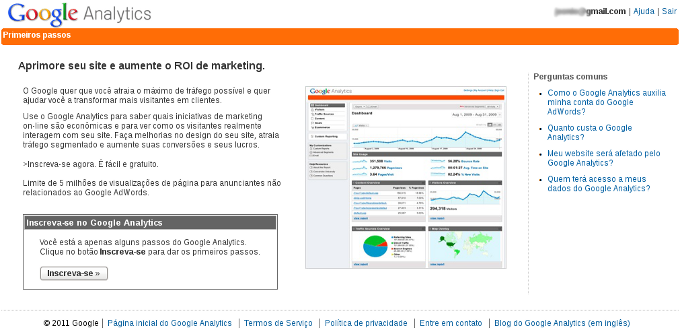 Google Analytics
@gmail.com | Ajuda | Sair
Primeiros passos
Aprimore seu site e aumente o ROI de marketing.
O Google quer que você atraia o máximo de tráfego possível e quer
ajudar você a transformar mais visitantes em clientes.
Use o Google Analytics para saber quais iniciativas de marketing
on-line são econômicas e para ver como os visitantes realmente
interagem com seu site. Faça melhorias no design do seu site, atraia
tráfego segmentado e aumente suas conversões e seus lucros.
>Inscreva-se agora. É fácil e gratuito.
Limite de 5 milhões de visualizações de página para anunciantes não
relacionados ao Google AdWords.
Inscreva-se no Google Analytics
Você está a apenas alguns passos do Google Analytics.
Clique no botão Inscreva-se para dar os primeiros passos.
Inscreva-se »
Google Analytics
Dashboard
Perguntas comuns
Como o Google Analytics auxilia
minha conta do Google
AdWords?
Quanto custa o Google
Analytics?
Meu website será afetado pelo
Google Analytics?
Quem terá acesso a meus
dados do Google Analytics?
© 2011 Google | Página inicial do Google Analytics | Termos de Serviço | Política de privacidade | Entre em contato | Blog do Google Analytics (em inglês)